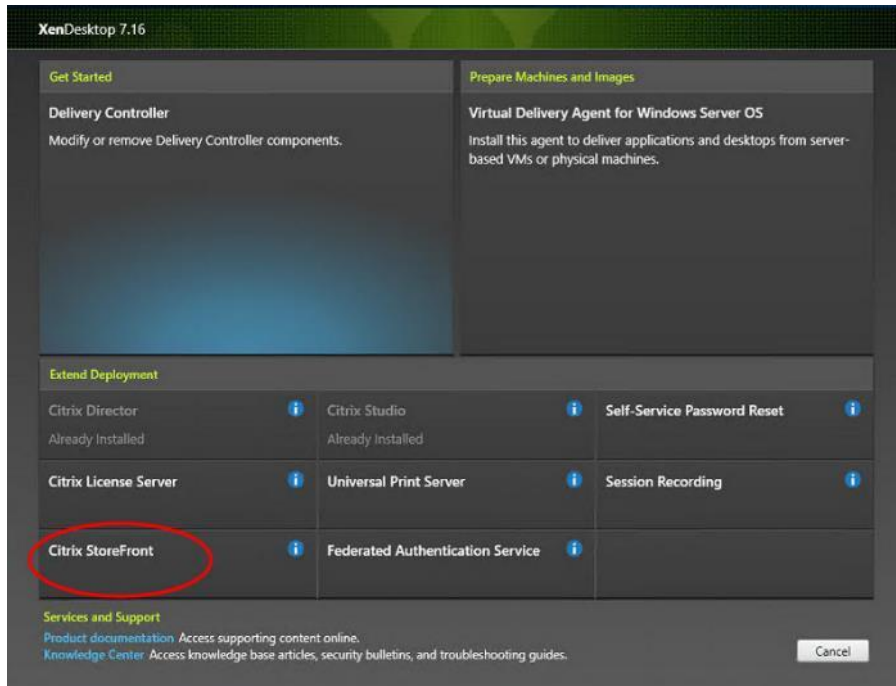 XenDesktop 7.16
Get Started
Delivery Controller
Modify or remove Delivery Controller components.
Prepare Machines and Images
Virtual Delivery Agent for Windows Server OS
Install this agent to deliver applications and desktops from server-
based VMs or physical machines.
Extend Deployment
Citrix Director
Already Installed
Citrix Studio
Already Installed
Self-Service Password Reset
Citrix License Server
Universal Print Server
Session Recording
Citrix StoreFront
Federated Authentication Service
Services and Support
Product documentation Access supporting content online.
Knowledge Center Access knowledge base articles, security bulletins, and troubleshooting guides.
Cancel